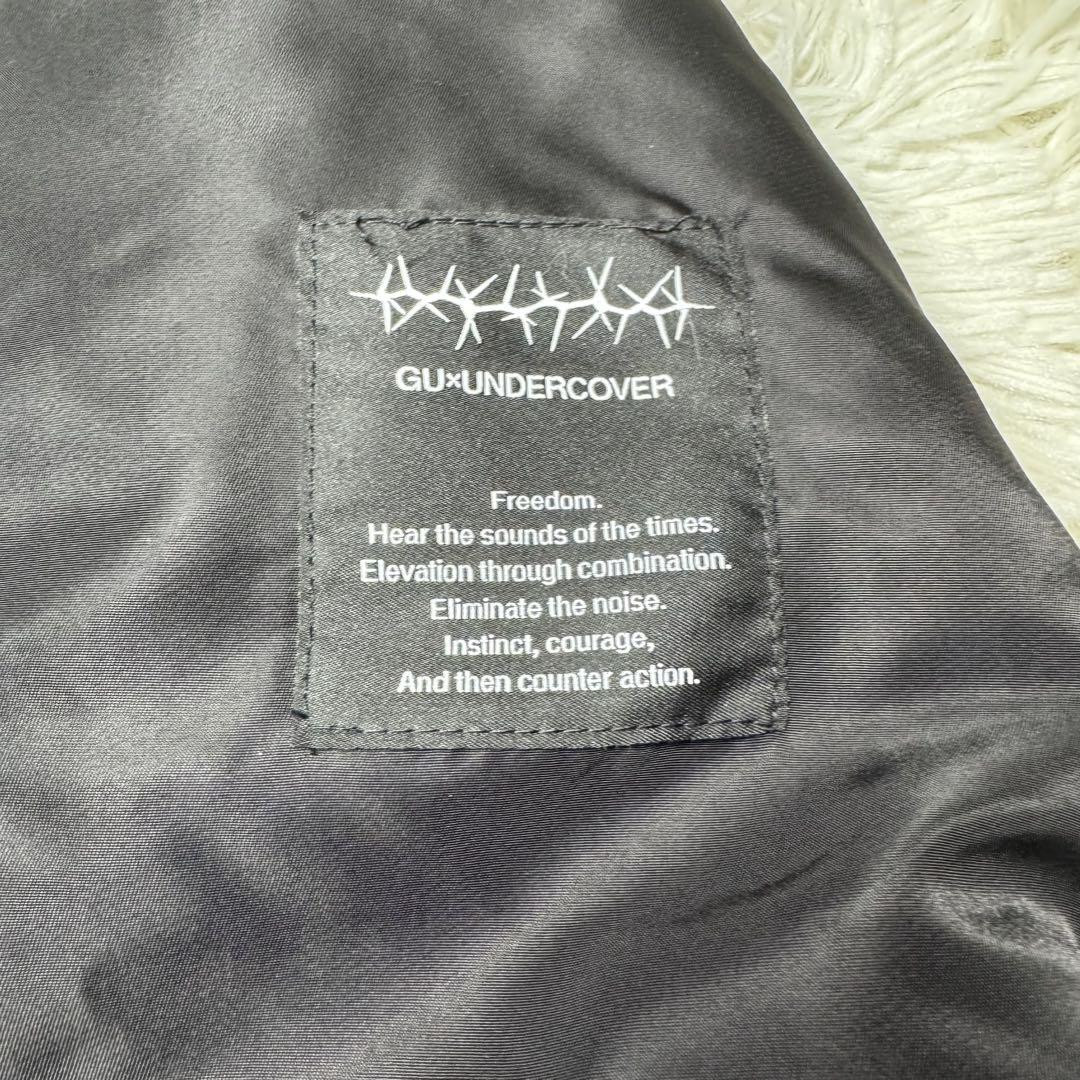 GU×UNDERCOVER
Freedom.
Hear the sounds of the times.
Elevation through combination.
Eliminate the noise.
Instinct, courage,
And then counter action.